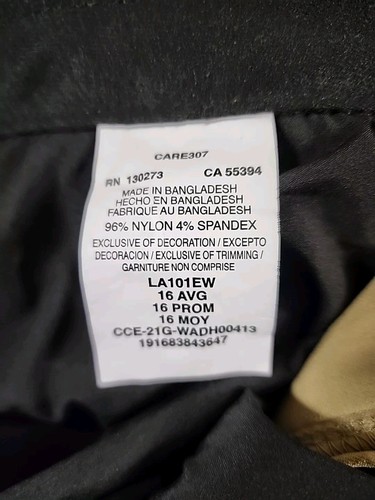 CARE307
RN 130273 CA 55394
MADE IN BANGLADESH
HECHO EN BANGLADESH
FABRIQUE AU BANGLADESH
96% NYLON 4% SPANDEX
EXCLUSIVE OF DECORATION / EXCEPTO
DECORACION / EXCLUSIVE OF TRIMMING /
GARNITURE NON COMPRISE
LA101EW
16 AVG
16 PROM
16 MOY
CCE-21G-WADH00413
191683843647